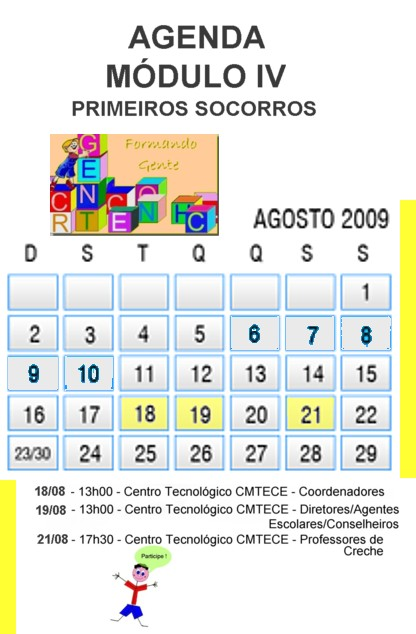 AGENDA
MÓDULO IV
PRIMEIROS SOCORROS
Formando
Gente
AGOSTO 2009
D S T Q Q S S
1
2 3 4 5 6 7 8
9 10 11 12 13 14 15
16 17 18 19 20 21 22
23/30 24 25 26 27 28 29
18/08 - 13h00 - Centro Tecnológico CMTECE - Coordenadores
19/08 - 13h00 - Centro Tecnológico CMTECE - Diretores/Agentes
Escolares/Conselheiros
21/08 - 17h30 - Centro Tecnológico CMTECE - Professores de
Creche
Participe !